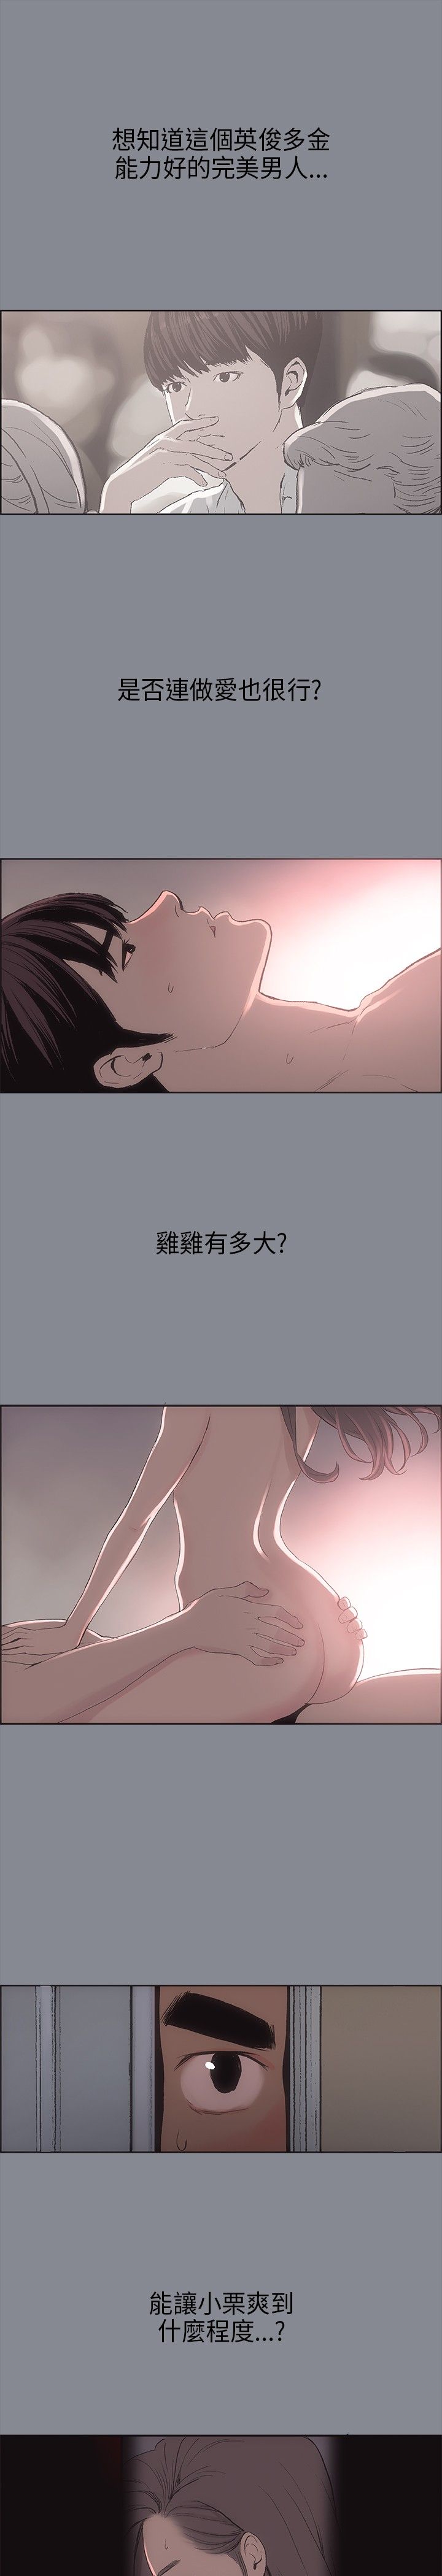 想知道這個英俊多金
能力好的完美男人...
是否連做愛也很行?
雞雞有多大?
能讓小栗爽到
什麼程度...?